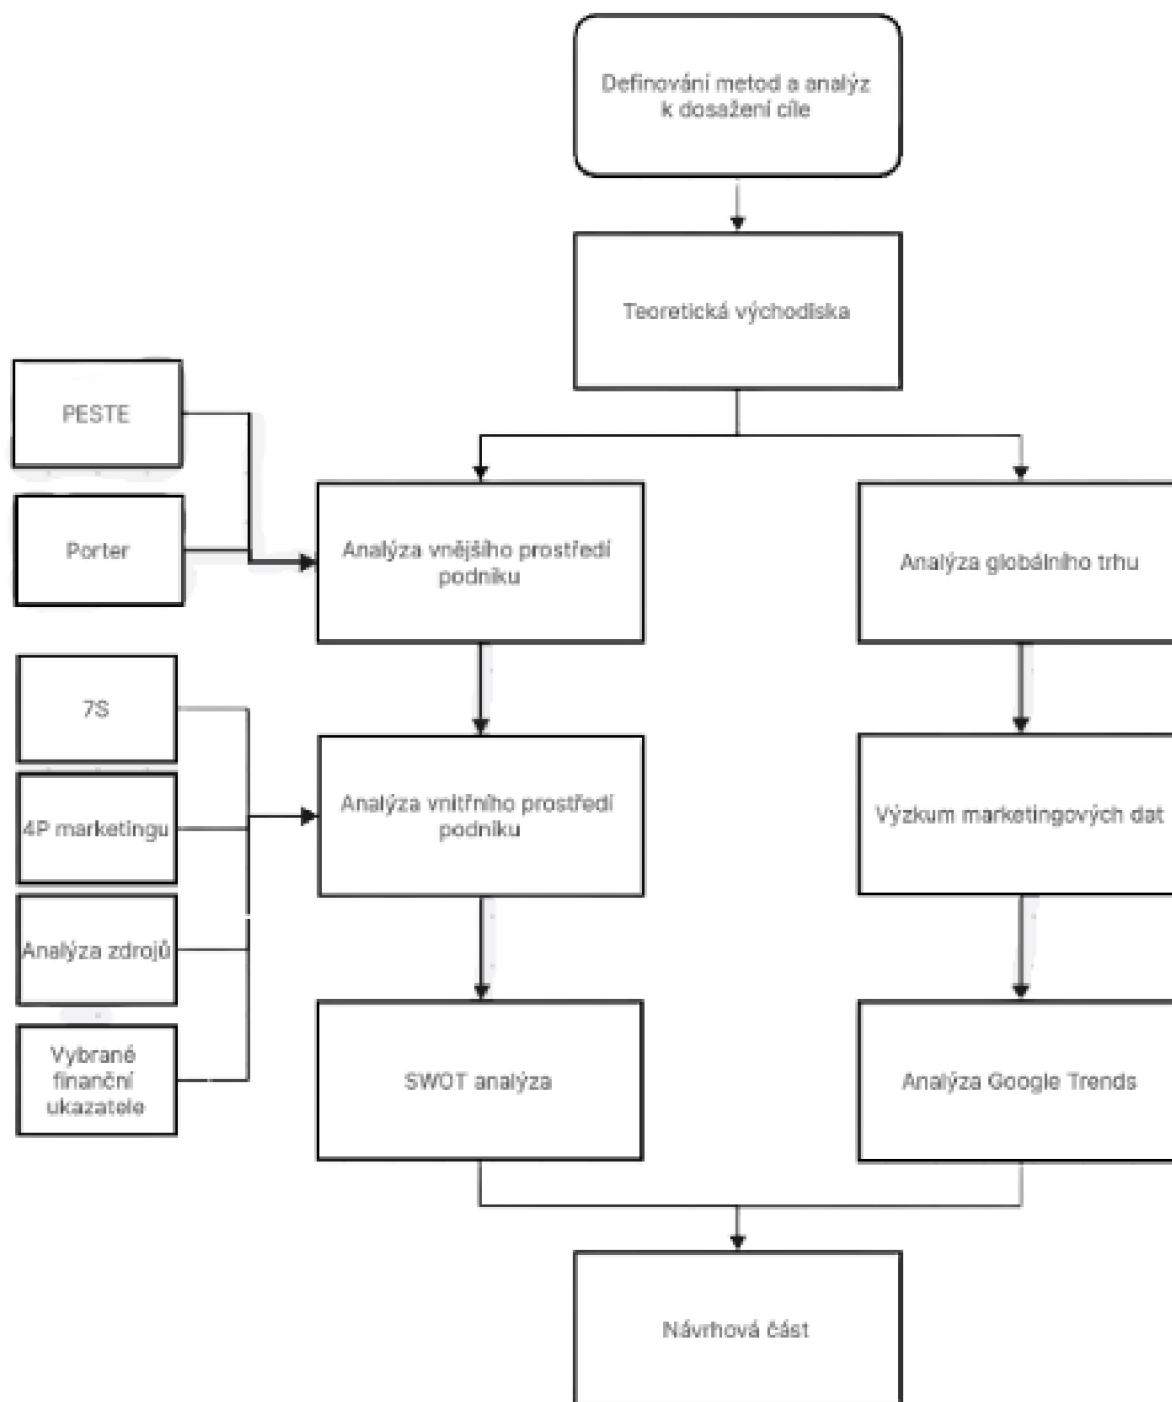 Definování metod a analýz
k dosažení cíle
Teoretická východiska
PESTE
Porter
Analýza vnějšího prostředí
podniku
Analýza globálního trhu
7S
4P marketingu
Analýza zdrojů
Vybrané
finanční
ukazatele
Analýza vnitřního prostředí
podniku
Výzkum marketingových dat
SWOT analýza
Analýza Google Trends
Návrhová část